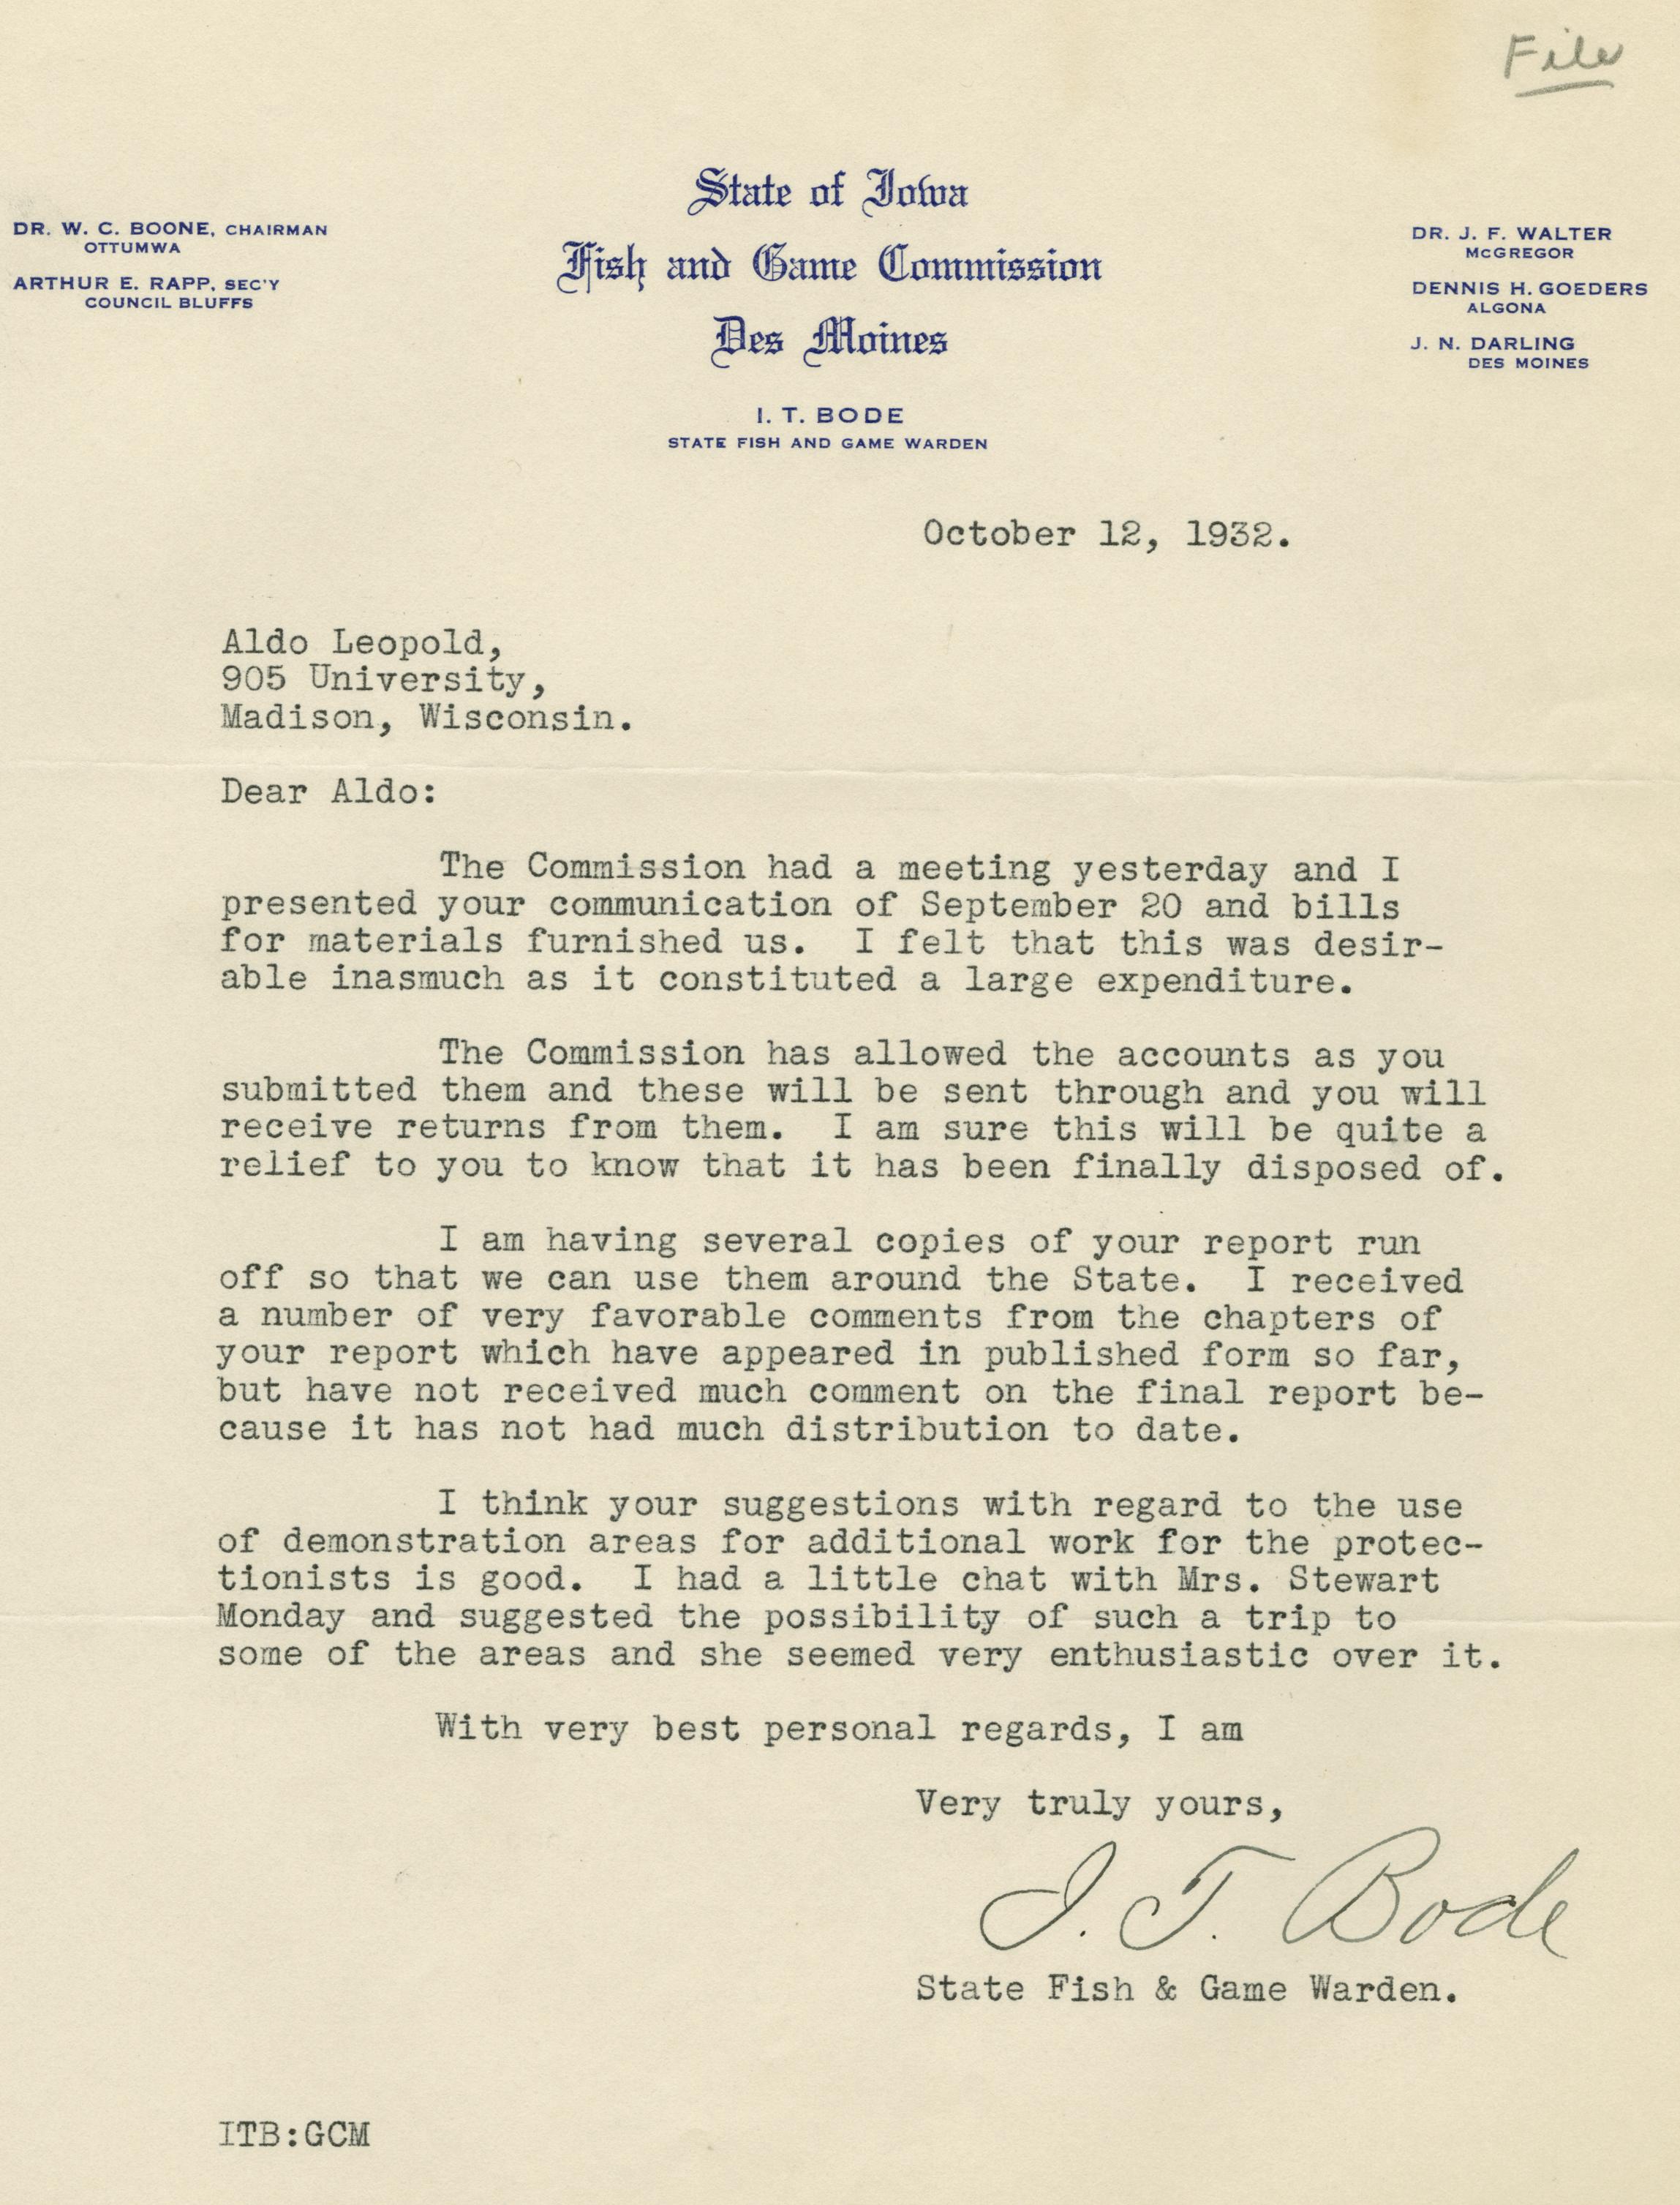 File
State of Iowa
Fish and Game Commission
Des Moines
DR. W. C. BOONE, CHAIRMAN
OTTUMWA
ARTHUR E. RAPP, SEC'Y
COUNCIL BLUFFS
DR. J. F. WALTER
MCGREGOR
DENNIS H. GOEDERS
ALGONA
J. N. DARLING
DES MOINES
I. T. BODE
STATE FISH AND GAME WARDEN
October 12, 1932.
Aldo Leopold,
905 University,
Madison, Wisconsin.
Dear Aldo:
The Commission had a meeting yesterday and I
presented your communication of September 20 and bills
for materials furnished us. I felt that this was desir-
able inasmuch as it constituted a large expenditure.
The Commission has allowed the accounts as you
submitted them and these will be sent through and you will
receive returns from them. I am sure this will be quite a
relief to you to know that it has been finally disposed of.
I am having several copies of your report run
off so that we can use them around the State. I received
a number of very favorable comments from the chapters of
your report which have appeared in published form so far,
but have not received much comment on the final report be-
cause it has not had much distribution to date.
I think your suggestions with regard to the use
of demonstration areas for additional work for the protec-
tionists is good. I had a little chat with Mrs. Stewart
Monday and suggested the possibility of such a trip to
some of the areas and she seemed very enthusiastic over it.
With very best personal regards, I am
Very truly yours,
I. T. Bode
State Fish & Game Warden.
ITB:GCM